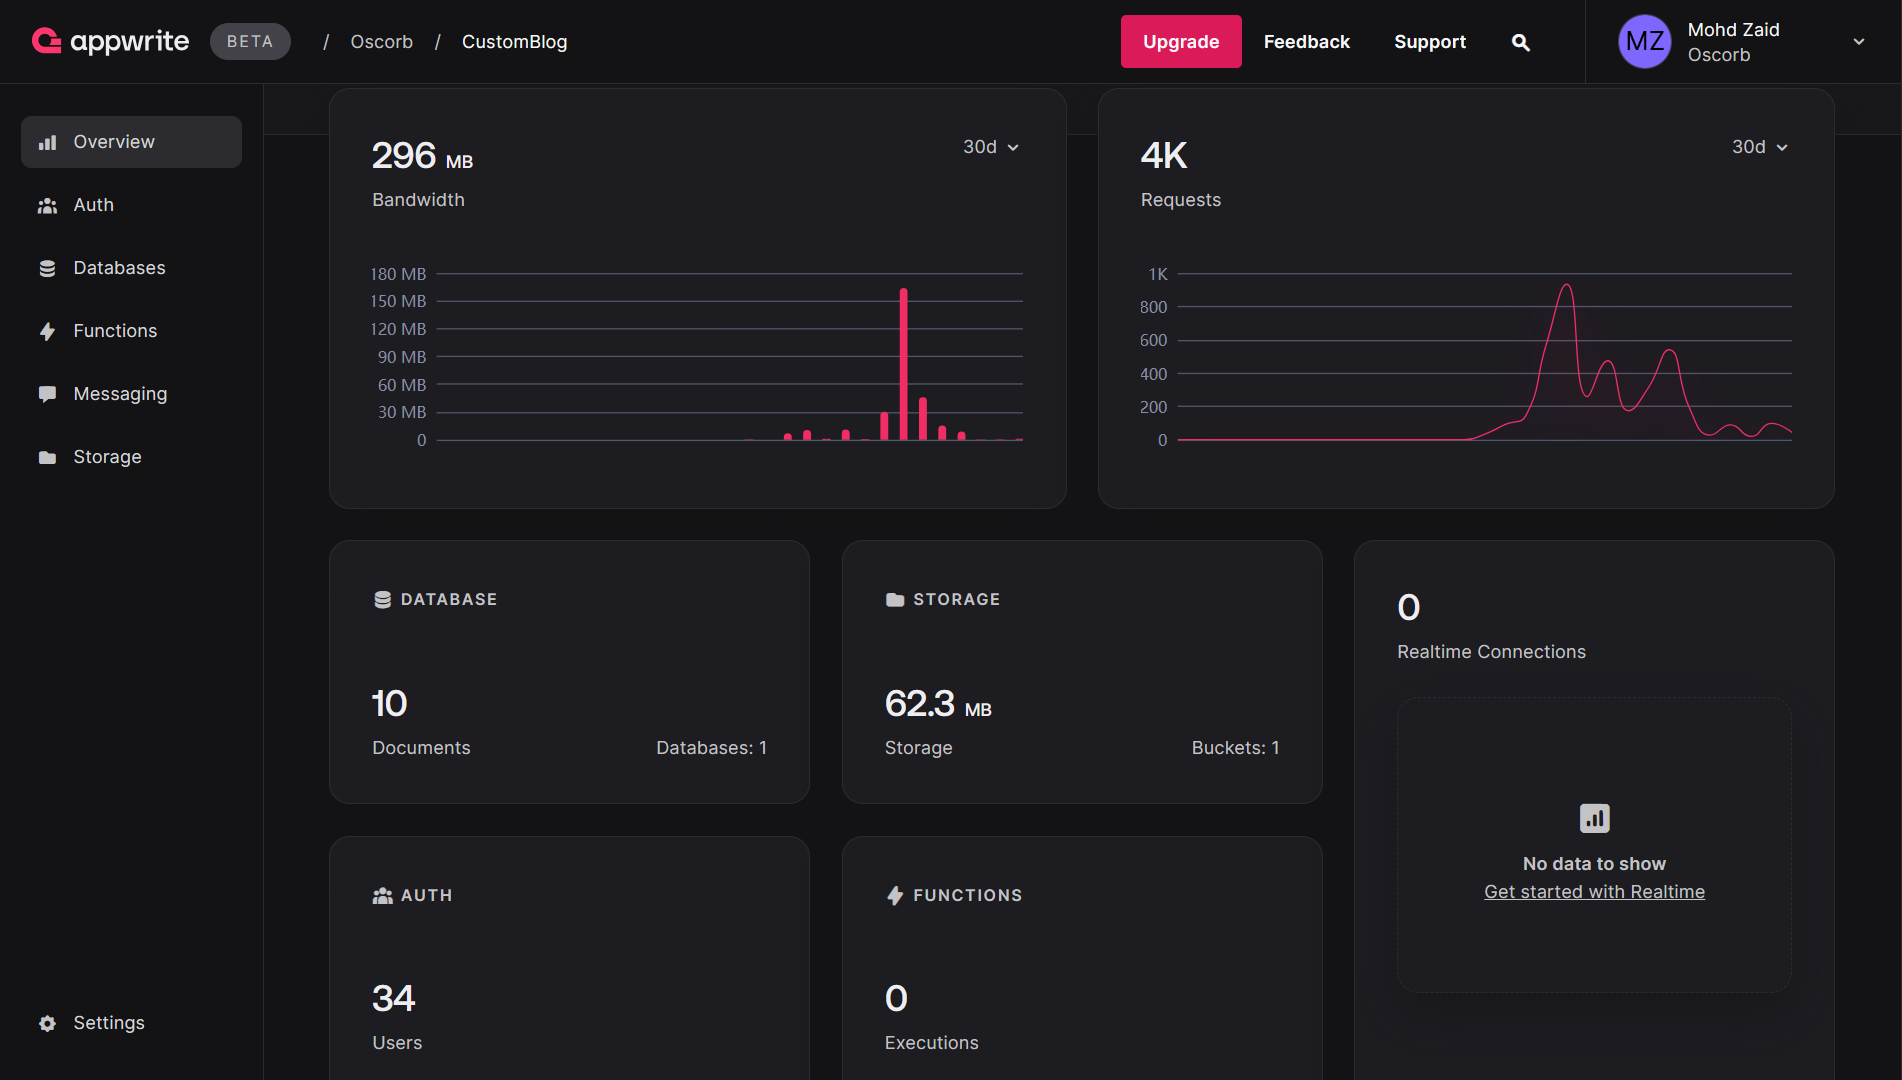 appwrite BETA / Oscorb / CustomBlog
Upgrade Feedback Support MZ Mohd Zaid
Oscorb
Overview
Auth
Databases
Functions
Messaging
Storage
Settings
296 MB 30d
Bandwidth
180 MB
150 MB
120 MB
90 MB
60 MB
30 MB
0
4K 30d
Requests
1K
800
600
400
200
0
DATABASE
10
Documents Databases: 1
STORAGE
62.3 MB
Storage Buckets: 1
0
Realtime Connections
No data to show
Get started with Realtime
AUTH
34
Users
FUNCTIONS
0
Executions